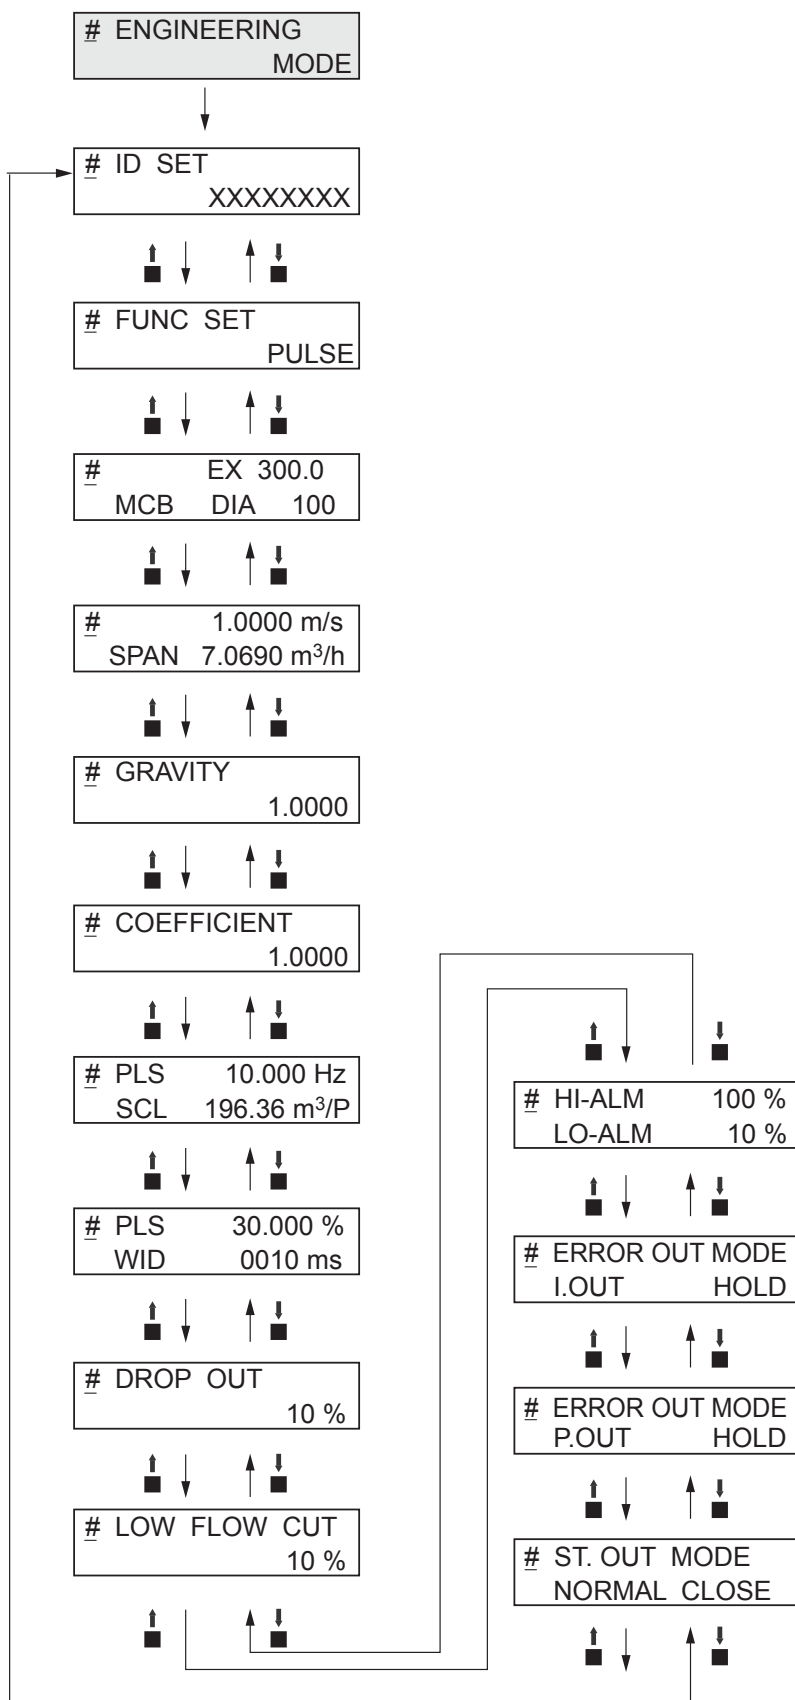 # ENGINEERING
MODE
# ID SET
XXXXXXXX
# FUNC SET
PULSE
# EX 300.0
MCB DIA 100
# 1.0000 m/s
SPAN 7.0690 m³/h
# GRAVITY
1.0000
# COEFFICIENT
1.0000
# PLS 10.000 Hz
SCL 196.36 m³/P
# PLS 30.000 %
WID 0010 ms
# DROP OUT
10 %
# LOW FLOW CUT
10 %
# HI-ALM 100 %
LO-ALM 10 %
# ERROR OUT MODE
I.OUT HOLD
# ERROR OUT MODE
P.OUT HOLD
# ST. OUT MODE
NORMAL CLOSE